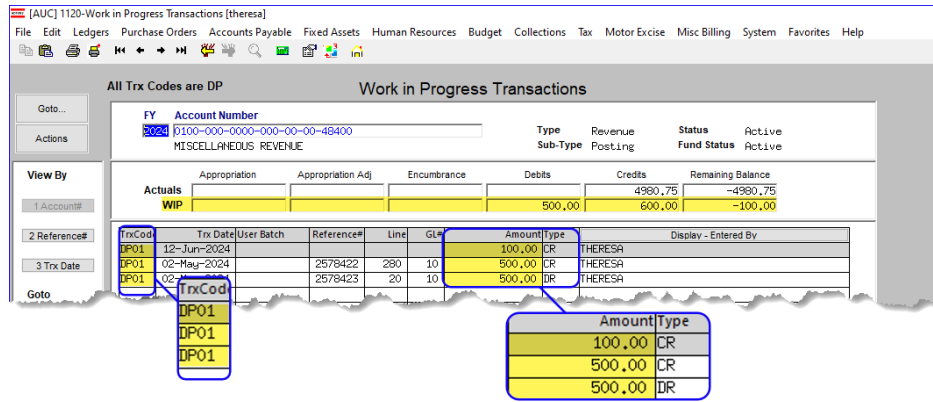 [AUC] 1120-Work in Progress Transactions [theresa]
File Edit Ledgers Purchase Orders Accounts Payable Fixed Assets Human Resources Budget Collections Tax Motor Excise Misc Billing System Favorites Help
All Trx Codes are DP Work in Progress Transactions
Goto...
Actions
FY Account Number
2024 0100-000-0000-000-00-00-48400 Type Revenue Status Active
MISCELLANEOUS REVENUE Sub-Type Posting Fund Status Active
View By
Appropriation Appropriation Adj Encumbrance Debits Credits Remaining Balance
Actuals 4980.75 -4980.75
1 Account# WIP 500.00 600.00 -100.00
2 Reference# TrxCode Trx Date User Batch Reference# Line GL# Amount Type Display - Entered By
DP01 12-Jun-2024 100.00 CR THERESA
3 Trx Date DP01 02-May-2024 2578422 280 10 500.00 CR THERESA
DP01 02- 2024 2578423 20 10 500.00 DR THERESA
Goto
TrxCod
DP01
DP01
DP01
Amount Type
100.00 CR
500.00 CR
500.00 DR